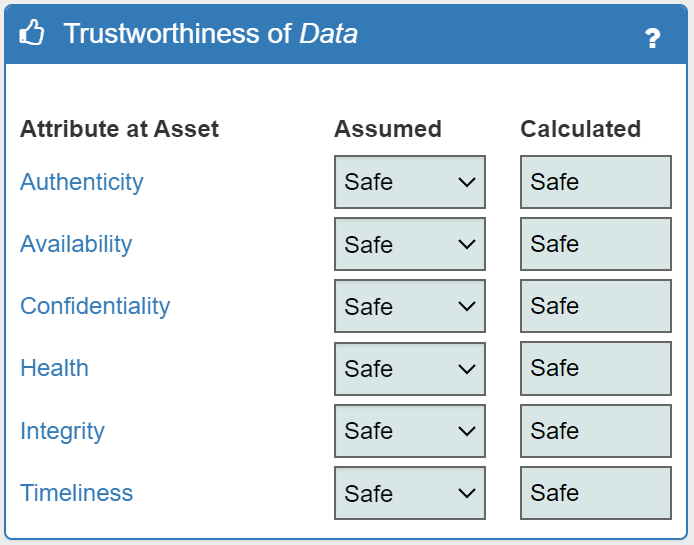 Trustworthiness of Data ?
Attribute at Asset Assumed Calculated
Authenticity Safe Safe
Availability Safe Safe
Confidentiality Safe Safe
Health Safe Safe
Integrity Safe Safe
Timeliness Safe Safe